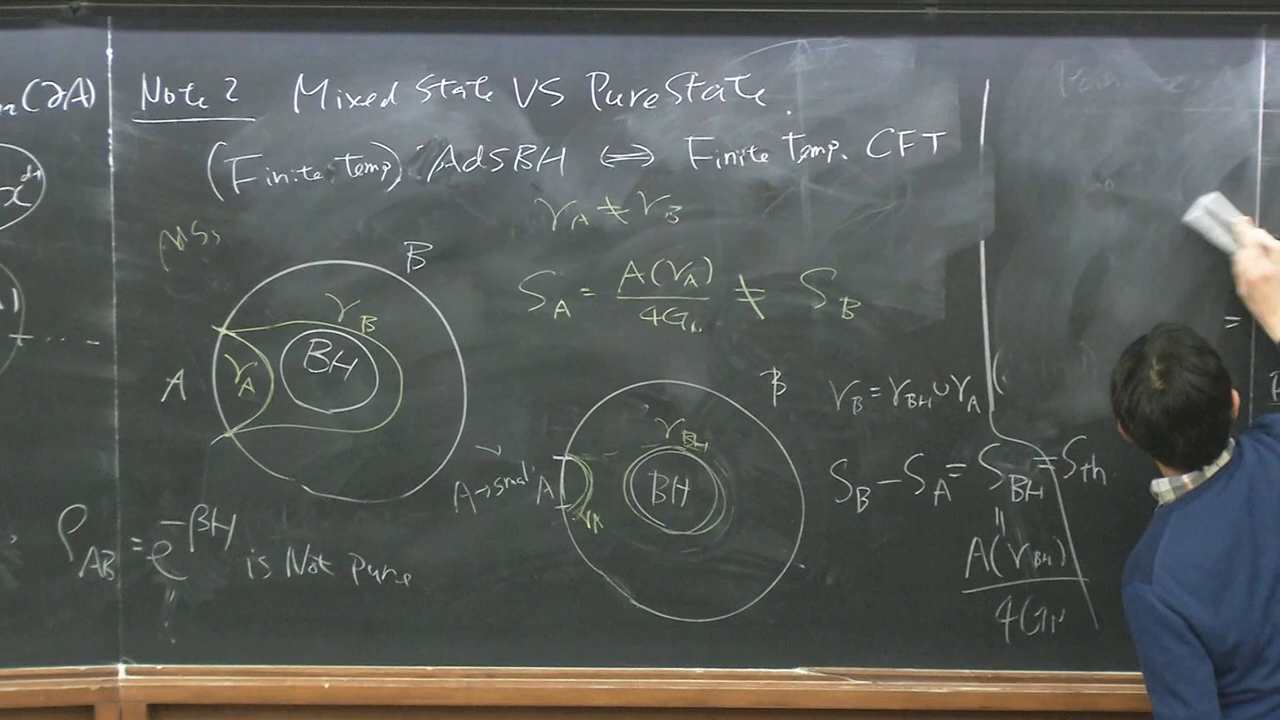 (∂A)
Note 2 Mixed State VS Pure State.
(Finite temp) AdSBH ⇔ Finite temp. CFT
γ_A ≠ γ_B
S_A = A(γ_A)/4G_N ≠ S_B
B
γ_B
BH
γ_A
A
B
γ_B = γ_BH ∪ γ_A
γ_BH
BH
A → small A
γ_A
S_B - S_A = S_BH = S_th
=
A(γ_BH)/4G_N
ρ_AB = e^{-βH} is Not pure